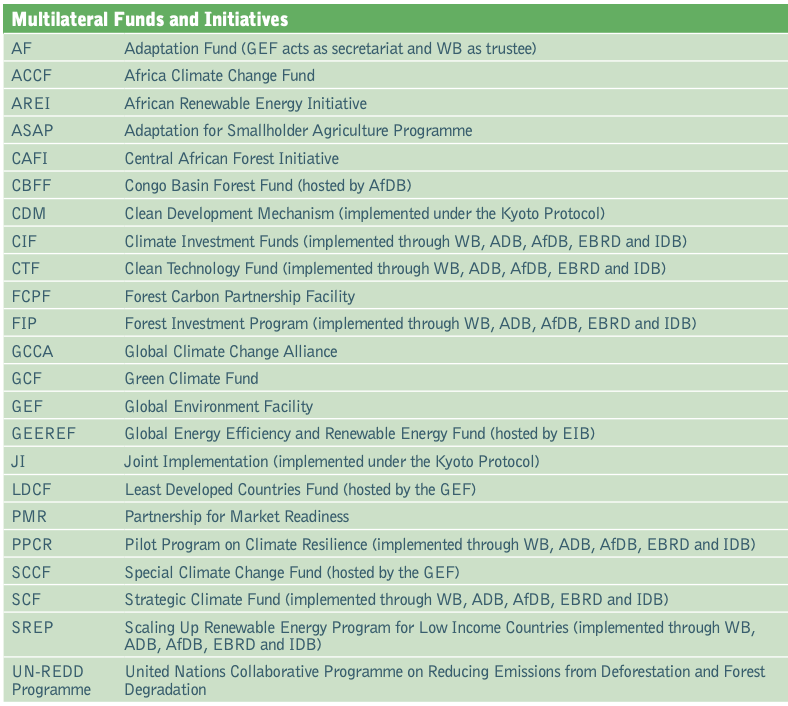 Multilateral Funds and Initiatives
AF Adaptation Fund (GEF acts as secretariat and WB as trustee)
ACCF Africa Climate Change Fund
AREI African Renewable Energy Initiative
ASAP Adaptation for Smallholder Agriculture Programme
CAFI Central African Forest Initiative
CBFF Congo Basin Forest Fund (hosted by AfDB)
CDM Clean Development Mechanism (implemented under the Kyoto Protocol)
CIF Climate Investment Funds (implemented through WB, ADB, AfDB, EBRD and IDB)
CTF Clean Technology Fund (implemented through WB, ADB, AfDB, EBRD and IDB)
FCPF Forest Carbon Partnership Facility
FIP Forest Investment Program (implemented through WB, ADB, AfDB, EBRD and IDB)
GCCA Global Climate Change Alliance
GCF Green Climate Fund
GEF Global Environment Facility
GEEREF Global Energy Efficiency and Renewable Energy Fund (hosted by EIB)
JI Joint Implementation (implemented under the Kyoto Protocol)
LDCF Least Developed Countries Fund (hosted by the GEF)
PMR Partnership for Market Readiness
PPCR Pilot Program on Climate Resilience (implemented through WB, ADB, AfDB, EBRD and IDB)
SCCF Special Climate Change Fund (hosted by the GEF)
SCF Strategic Climate Fund (implemented through WB, ADB, AfDB, EBRD and IDB)
SREP Scaling Up Renewable Energy Program for Low Income Countries (implemented through WB,
ADB, AfDB, EBRD and IDB)
UN-REDD United Nations Collaborative Programme on Reducing Emissions from Deforestation and Forest
Programme Degradation